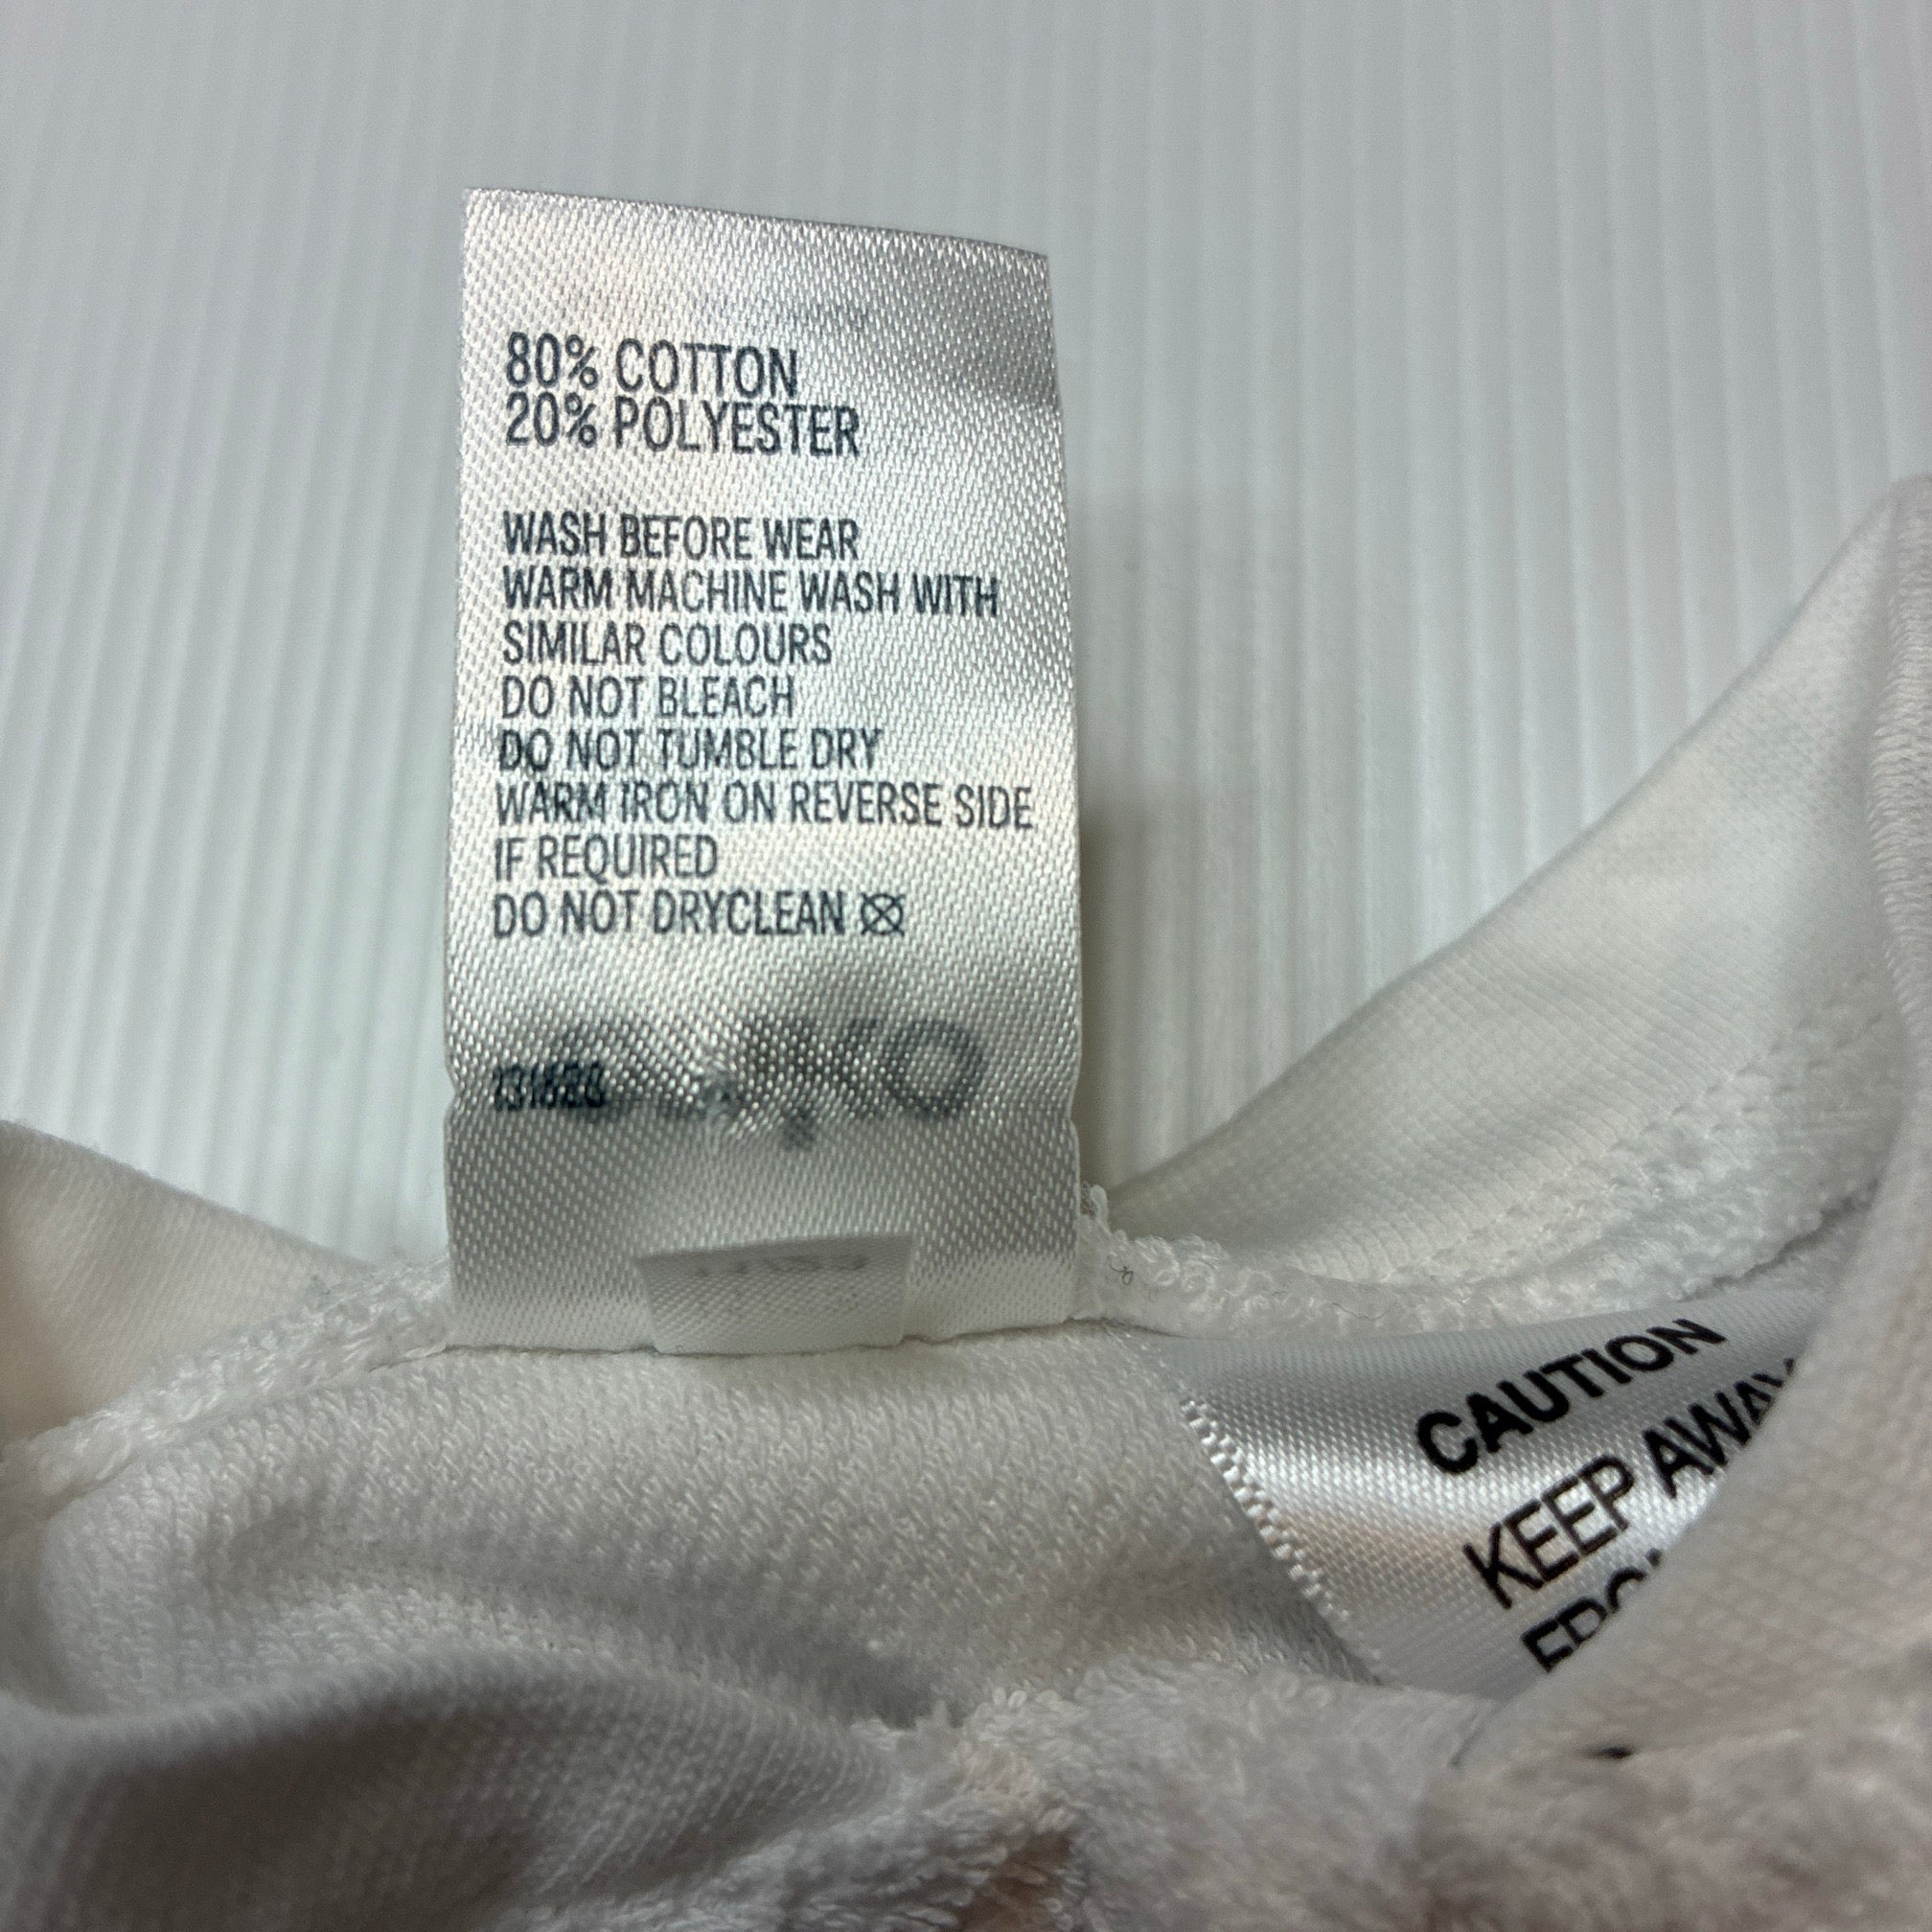 80% COTTON
20% POLYESTER
WASH BEFORE WEAR
WARM MACHINE WASH WITH
SIMILAR COLOURS
DO NOT BLEACH
DO NOT TUMBLE DRY
WARM IRON ON REVERSE SIDE
IF REQUIRED
DO NOT DRYCLEAN
CAUTION
KEEP AWAY